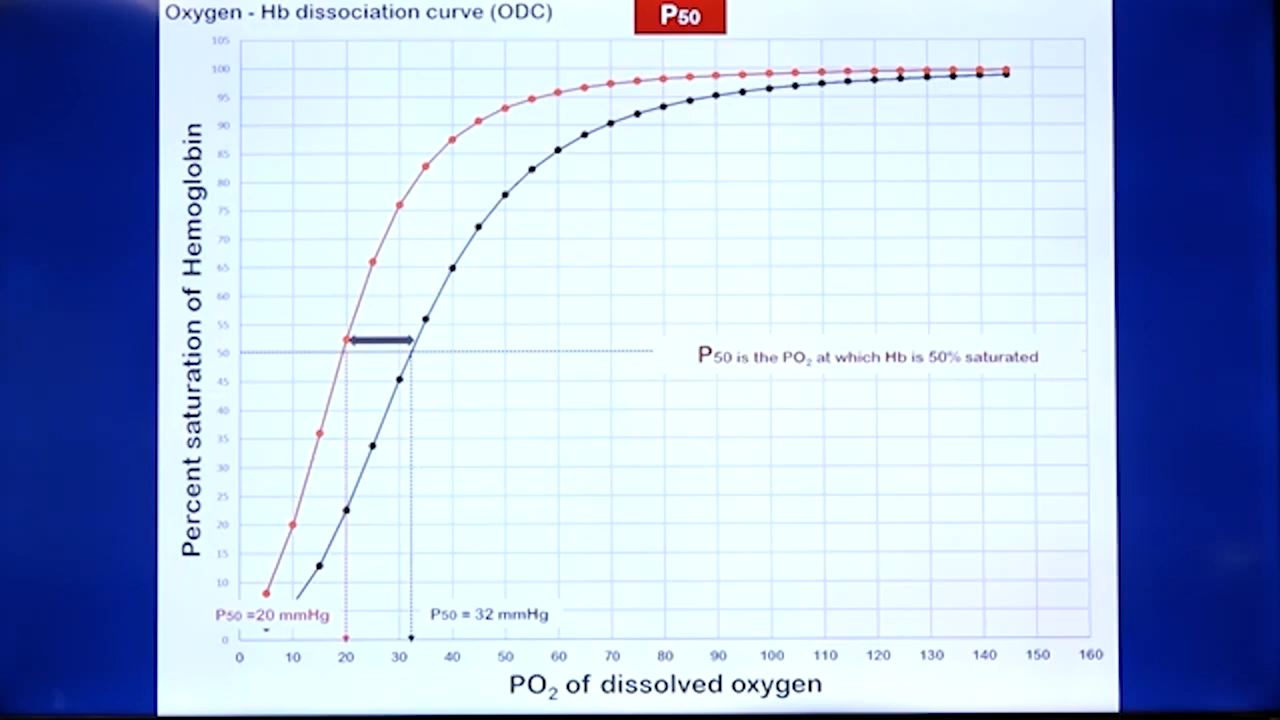 Oxygen - Hb dissociation curve (ODC)
P50
Percent saturation of Hemoglobin
105
100
95
90
85
80
75
70
65
60
55
50
45
40
35
30
25
20
15
10
0
P50 is the PO2 at which Hb is 50% saturated
P50 =20 mmHg
P50 = 32 mmHg
0 10 20 30 40 50 60 70 80 90 100 110 120 130 140 150 160
PO2 of dissolved oxygen